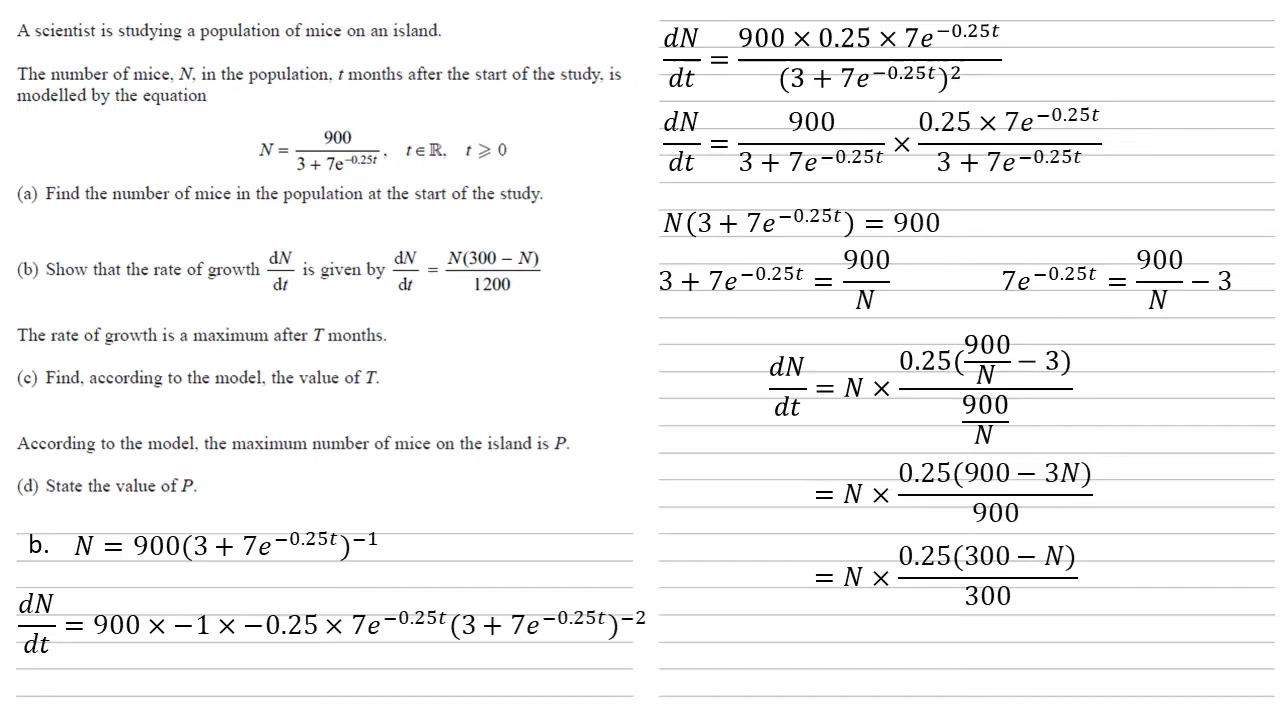 A scientist is studying a population of mice on an island.
The number of mice, N, in the population, t months after the start of the study, is
modelled by the equation
N = 900 / (3 + 7e^(−0.25t)), t ∈ ℝ, t ⩾ 0
(a) Find the number of mice in the population at the start of the study.
(b) Show that the rate of growth dN/dt is given by dN/dt = N(300 − N)/1200
The rate of growth is a maximum after T months.
(c) Find, according to the model, the value of T.
According to the model, the maximum number of mice on the island is P.
(d) State the value of P.
b. N = 900(3 + 7e^(−0.25t))^(−1)
dN/dt = 900 × −1 × −0.25 × 7e^(−0.25t) (3 + 7e^(−0.25t))^(−2)
dN/dt = (900 × 0.25 × 7e^(−0.25t)) / (3 + 7e^(−0.25t))^2
dN/dt = 900 / (3 + 7e^(−0.25t)) × (0.25 × 7e^(−0.25t)) / (3 + 7e^(−0.25t))
N(3 + 7e^(−0.25t)) = 900
3 + 7e^(−0.25t) = 900/N 7e^(−0.25t) = 900/N − 3
dN/dt = N × 0.25(900/N − 3) / (900/N)
= N × 0.25(900 − 3N) / 900
= N × 0.25(300 − N) / 300